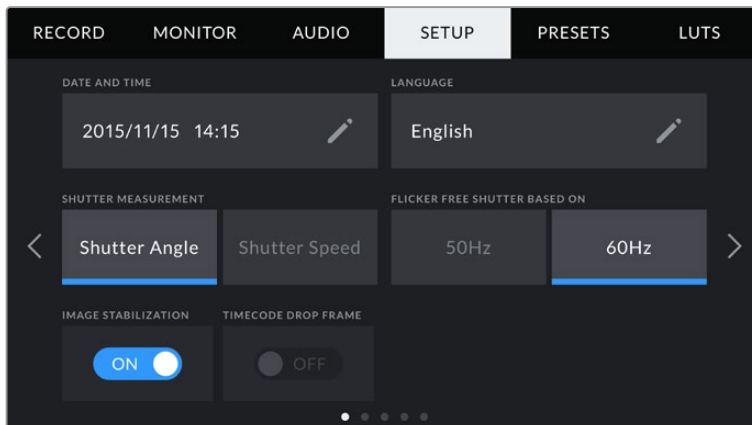 RECORD MONITOR AUDIO SETUP PRESETS LUTS
DATE AND TIME LANGUAGE
2015/11/15 14:15 English
SHUTTER MEASUREMENT FLICKER FREE SHUTTER BASED ON
Shutter Angle Shutter Speed 50Hz 60Hz
IMAGE STABILIZATION TIMECODE DROP FRAME
ON OFF